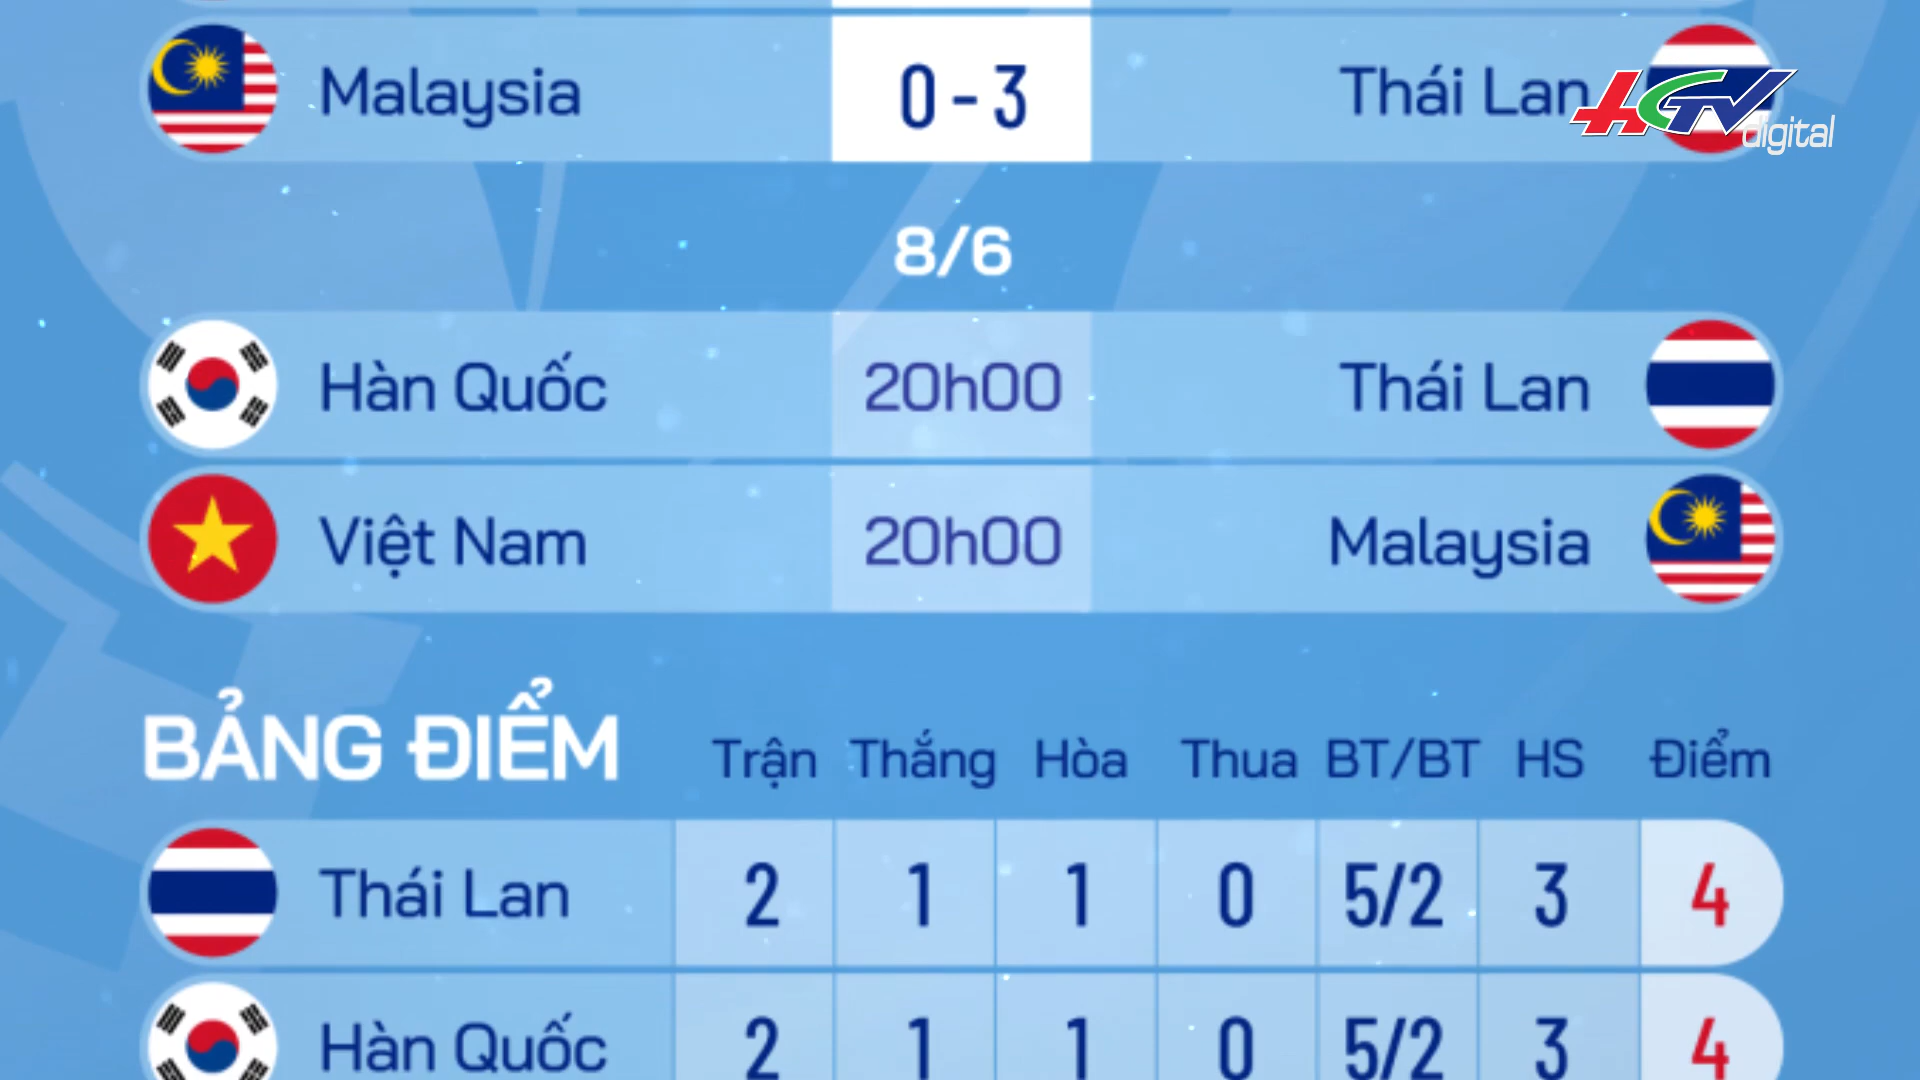 Malaysia 0 - 3 Thái Lan
HGTV digital
8/6
Hàn Quốc 20h00 Thái Lan
Việt Nam 20h00 Malaysia
BẢNG ĐIỂM Trận Thắng Hòa Thua BT/BT HS Điểm
Thái Lan 2 1 1 0 5/2 3 4
Hàn Quốc 2 1 1 0 5/2 3 4